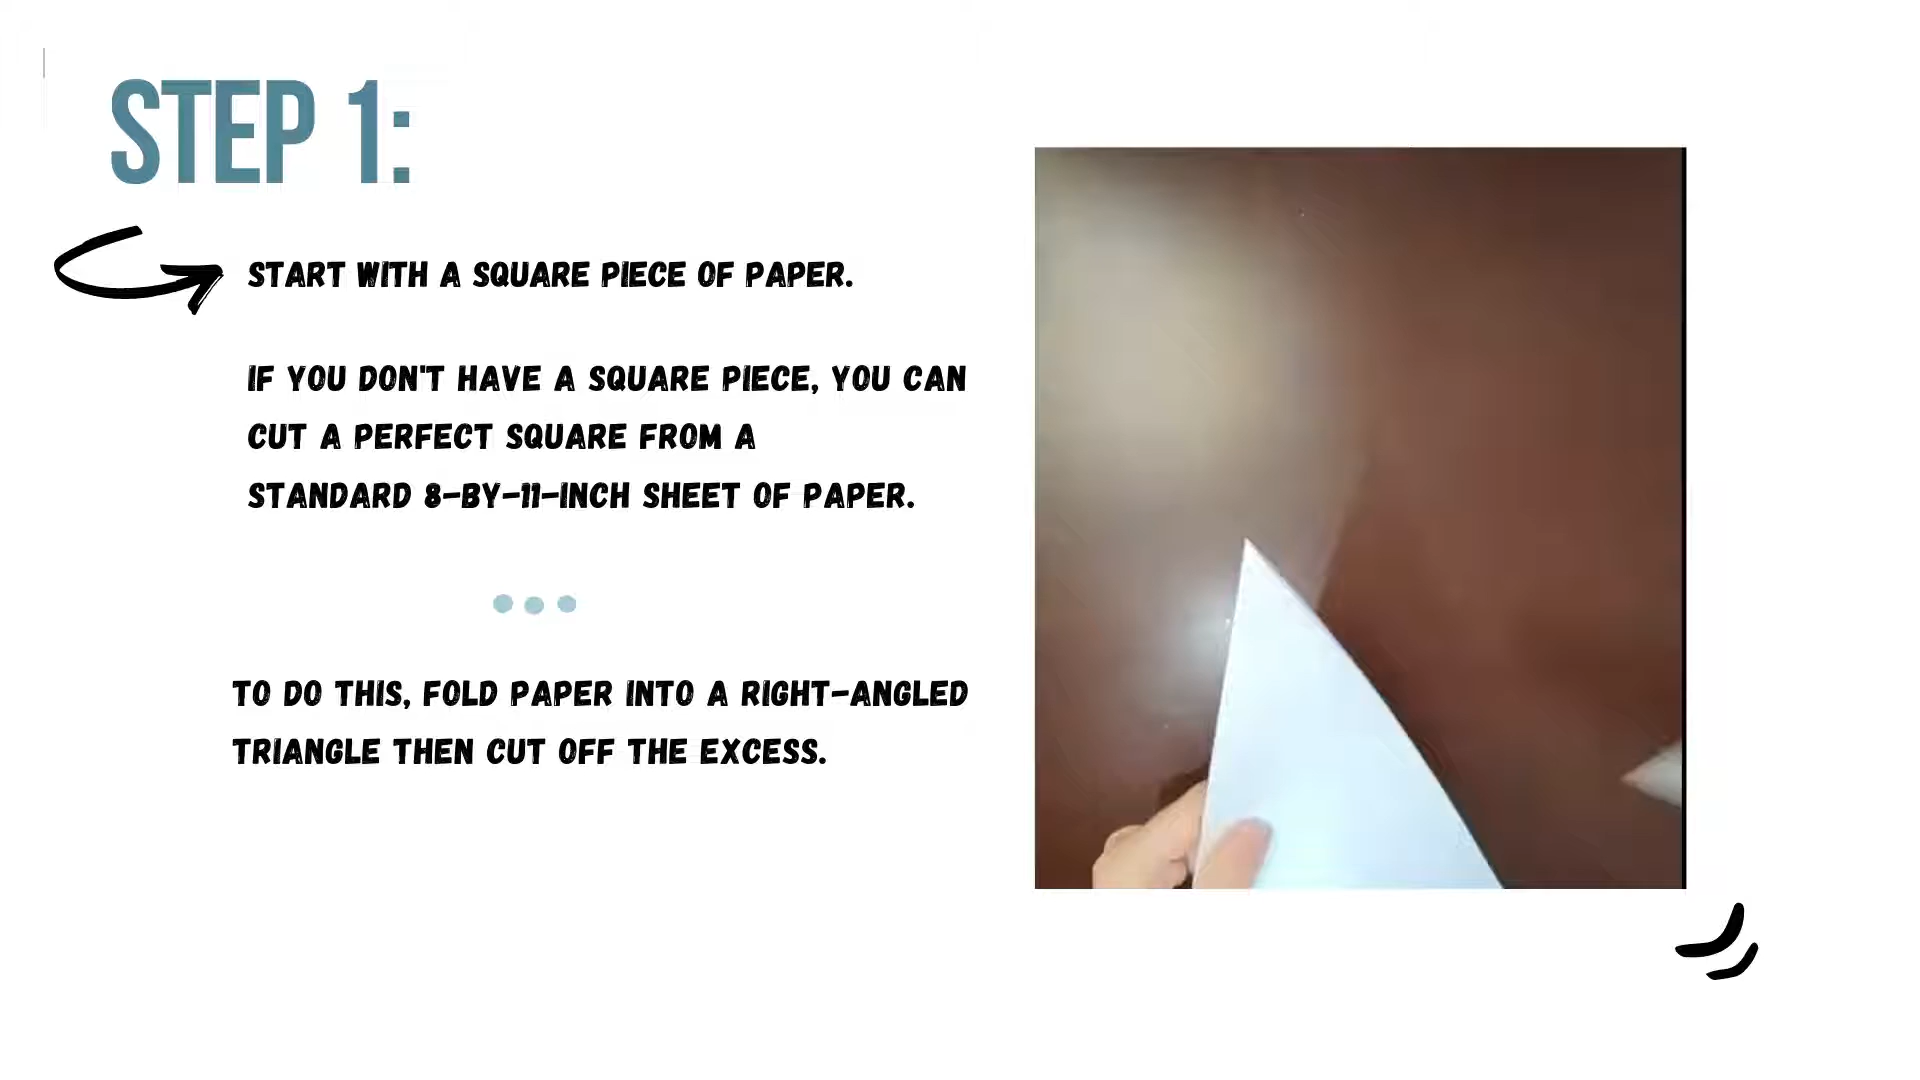 STEP 1:
START WITH A SQUARE PIECE OF PAPER.
IF YOU DON'T HAVE A SQUARE PIECE, YOU CAN
CUT A PERFECT SQUARE FROM A
STANDARD 8-BY-11-INCH SHEET OF PAPER.
TO DO THIS, FOLD PAPER INTO A RIGHT-ANGLED
TRIANGLE THEN CUT OFF THE EXCESS.